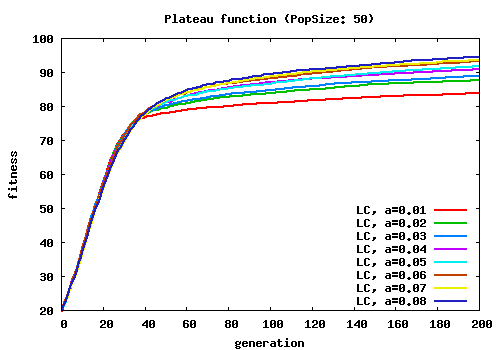 Plateau function (PopSize: 50)
100
90
80
70
60
50
40
30
20
fitness
LC, a=0.01
LC, a=0.02
LC, a=0.03
LC, a=0.04
LC, a=0.05
LC, a=0.06
LC, a=0.07
LC, a=0.08
0 20 40 60 80 100 120 140 160 180 200
generation